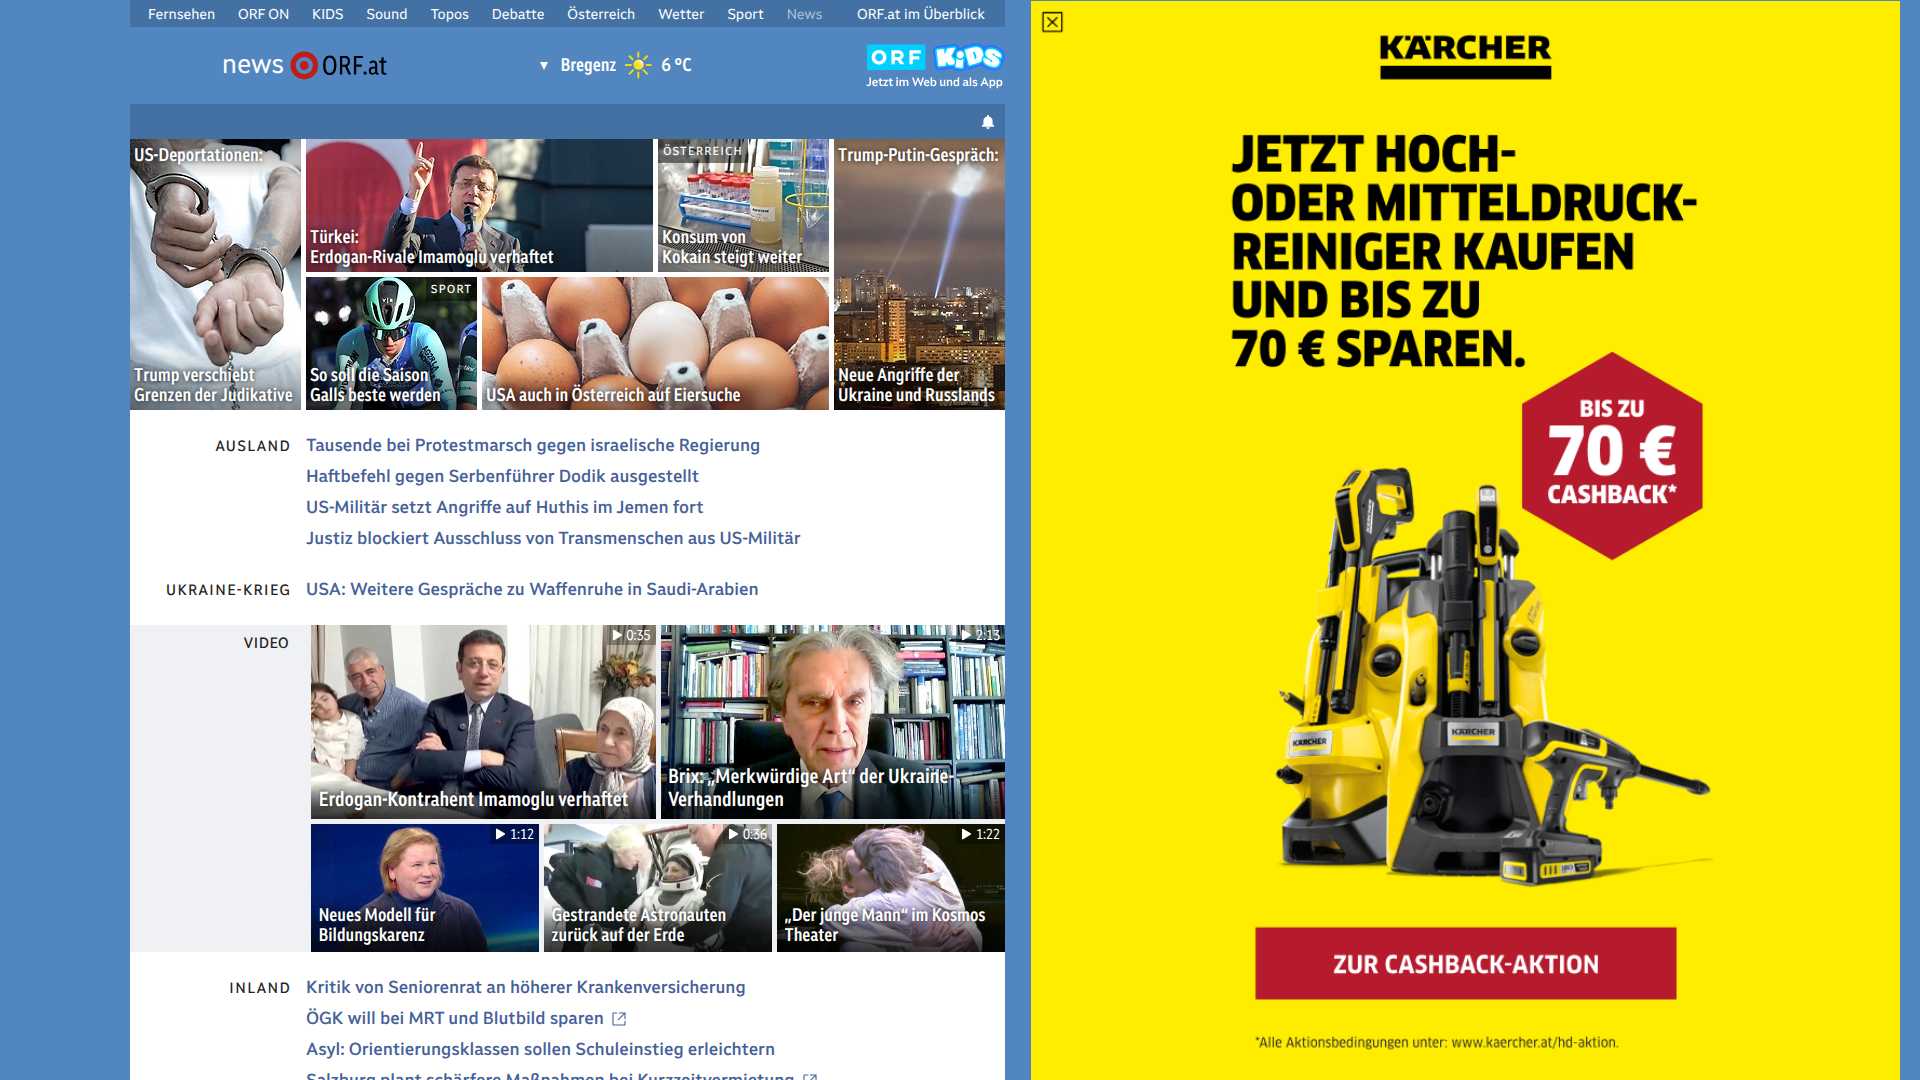 Fernsehen ORF ON KIDS Sound Topos Debatte Österreich Wetter Sport News ORF.at im Überblick
news ORF.at
▼ Bregenz 6 °C
ORF KiDS
Jetzt im Web und als App
US-Deportationen:
Trump verschiebt
Grenzen der Judikative
Türkei:
Erdogan-Rivale Imamoglu verhaftet
ÖSTERREICH
Konsum von
Kokain steigt weiter
Trump-Putin-Gespräch:
Neue Angriffe der
Ukraine und Russlands
SPORT
So soll die Saison
Galls beste werden
USA auch in Österreich auf Eiersuche
AUSLAND
Tausende bei Protestmarsch gegen israelische Regierung
Haftbefehl gegen Serbenführer Dodik ausgestellt
US-Militär setzt Angriffe auf Huthis im Jemen fort
Justiz blockiert Ausschluss von Transmenschen aus US-Militär
UKRAINE-KRIEG
USA: Weitere Gespräche zu Waffenruhe in Saudi-Arabien
VIDEO
0:35
Erdogan-Kontrahent Imamoglu verhaftet
2:13
Brix: „Merkwürdige Art“ der Ukraine-
Verhandlungen
1:12
Neues Modell für
Bildungskarenz
0:36
Gestrandete Astronauten
zurück auf der Erde
1:22
„Der junge Mann“ im Kosmos
Theater
INLAND
Kritik von Seniorenrat an höherer Krankenversicherung
ÖGK will bei MRT und Blutbild sparen
Asyl: Orientierungsklassen sollen Schuleinstieg erleichtern
Salzburg plant schärfere Maßnahmen bei Kurzzeitvermietung
KÄRCHER
JETZT HOCH-
ODER MITTELDRUCK-
REINIGER KAUFEN
UND BIS ZU
70 € SPAREN.
BIS ZU
70 €
CASHBACK*
KÄRCHER
KÄRCHER
ZUR CASHBACK-AKTION
*Alle Aktionsbedingungen unter: www.kaercher.at/hd-aktion.